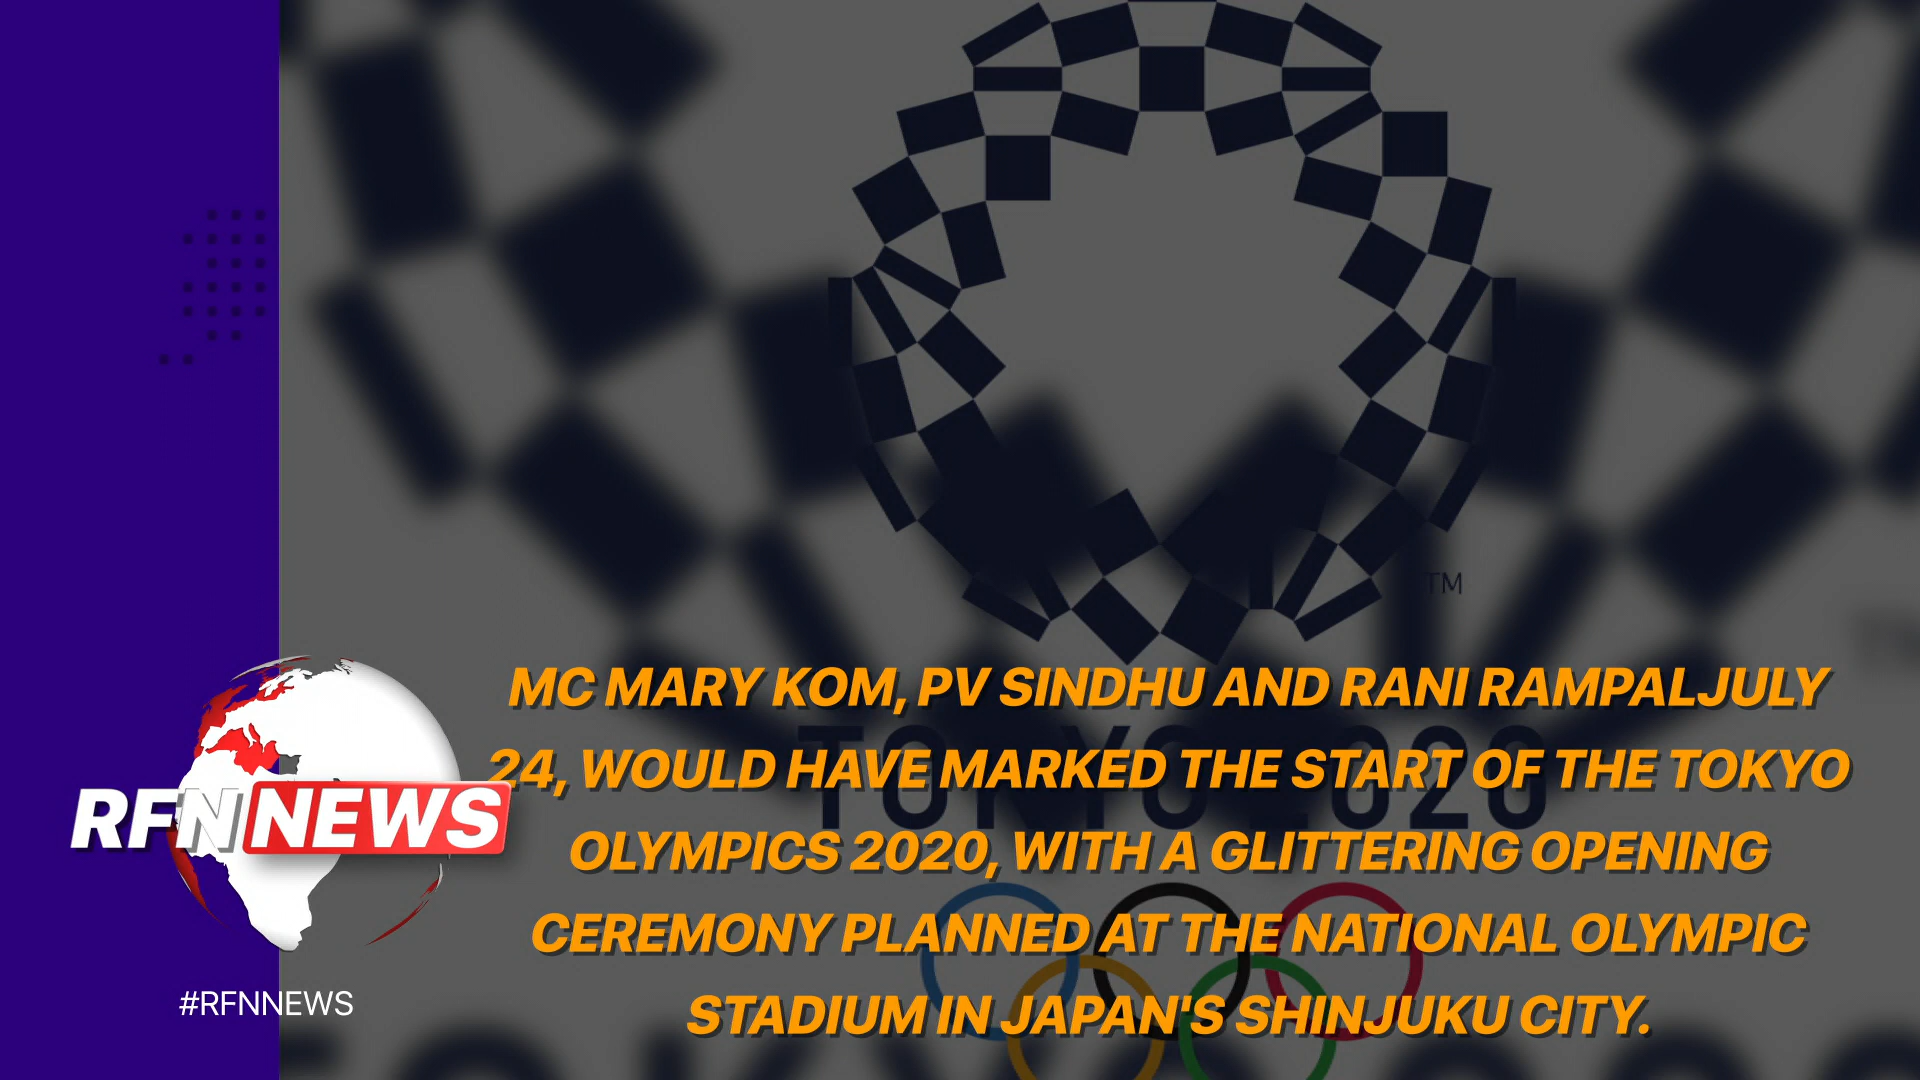 TM
MC MARY KOM, PV SINDHU AND RANI RAMPALJULY
24, WOULD HAVE MARKED THE START OF THE TOKYO
TOKYO 2020
OLYMPICS 2020, WITH A GLITTERING OPENING
CEREMONY PLANNED AT THE NATIONAL OLYMPIC
STADIUM IN JAPAN'S SHINJUKU CITY.
RFN NEWS
#RFNNEWS